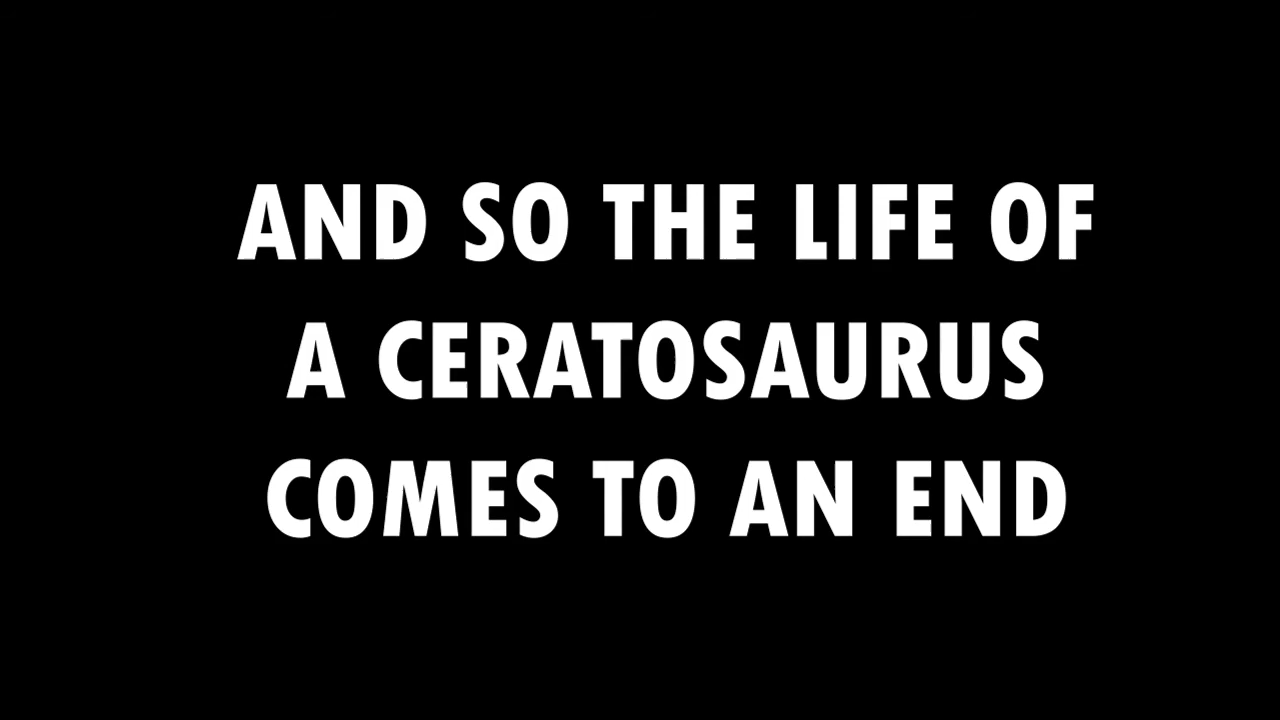 AND SO THE LIFE OF
A CERATOSAURUS
COMES TO AN END